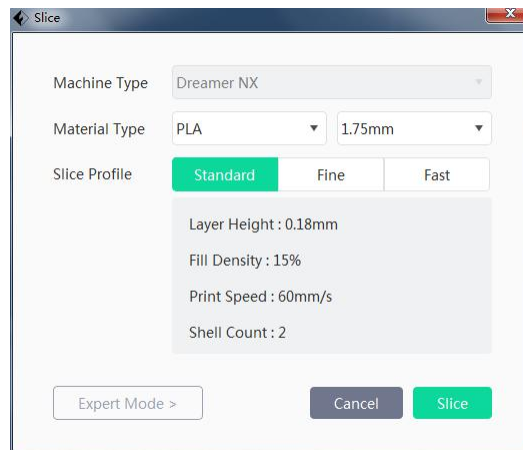 Slice
Machine Type Dreamer NX
Material Type PLA 1.75mm
Slice Profile Standard Fine Fast
Layer Height : 0.18mm
Fill Density : 15%
Print Speed : 60mm/s
Shell Count : 2
Expert Mode > Cancel Slice